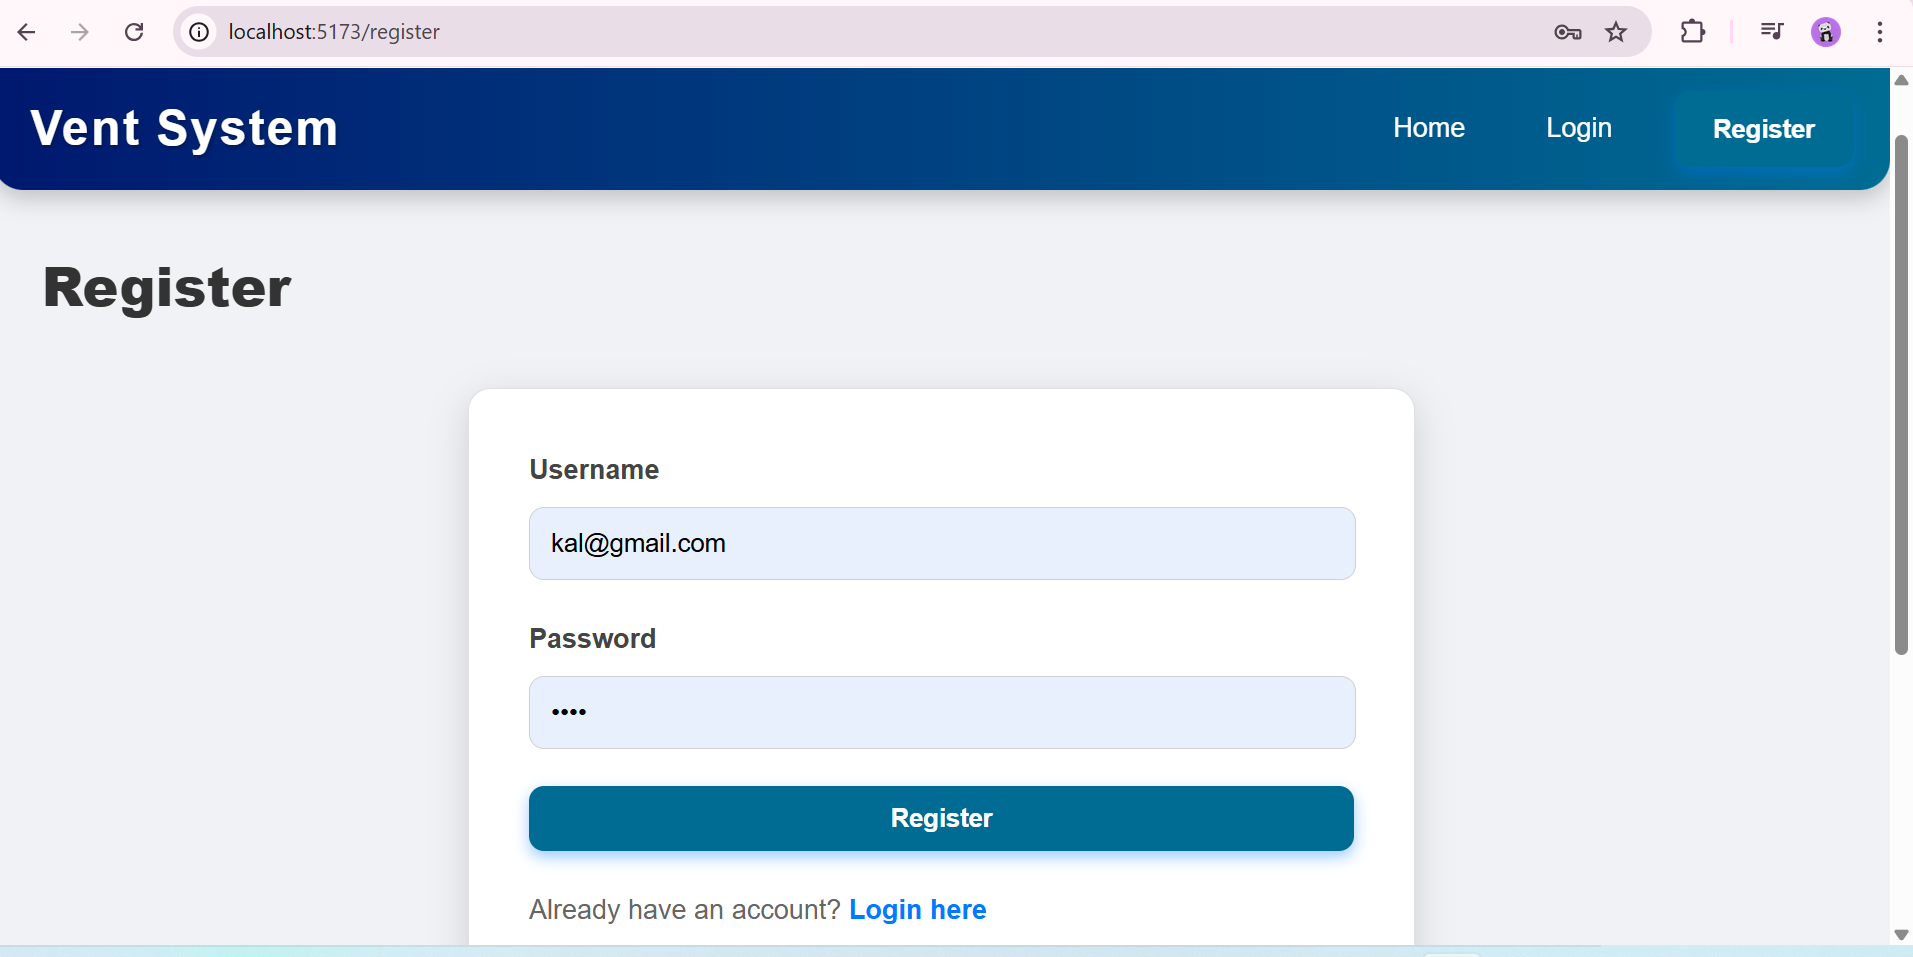 localhost:5173/register
Vent System
Home
Login
Register
Register
Username
kal@gmail.com
Password
••••
Register
Already have an account? Login here